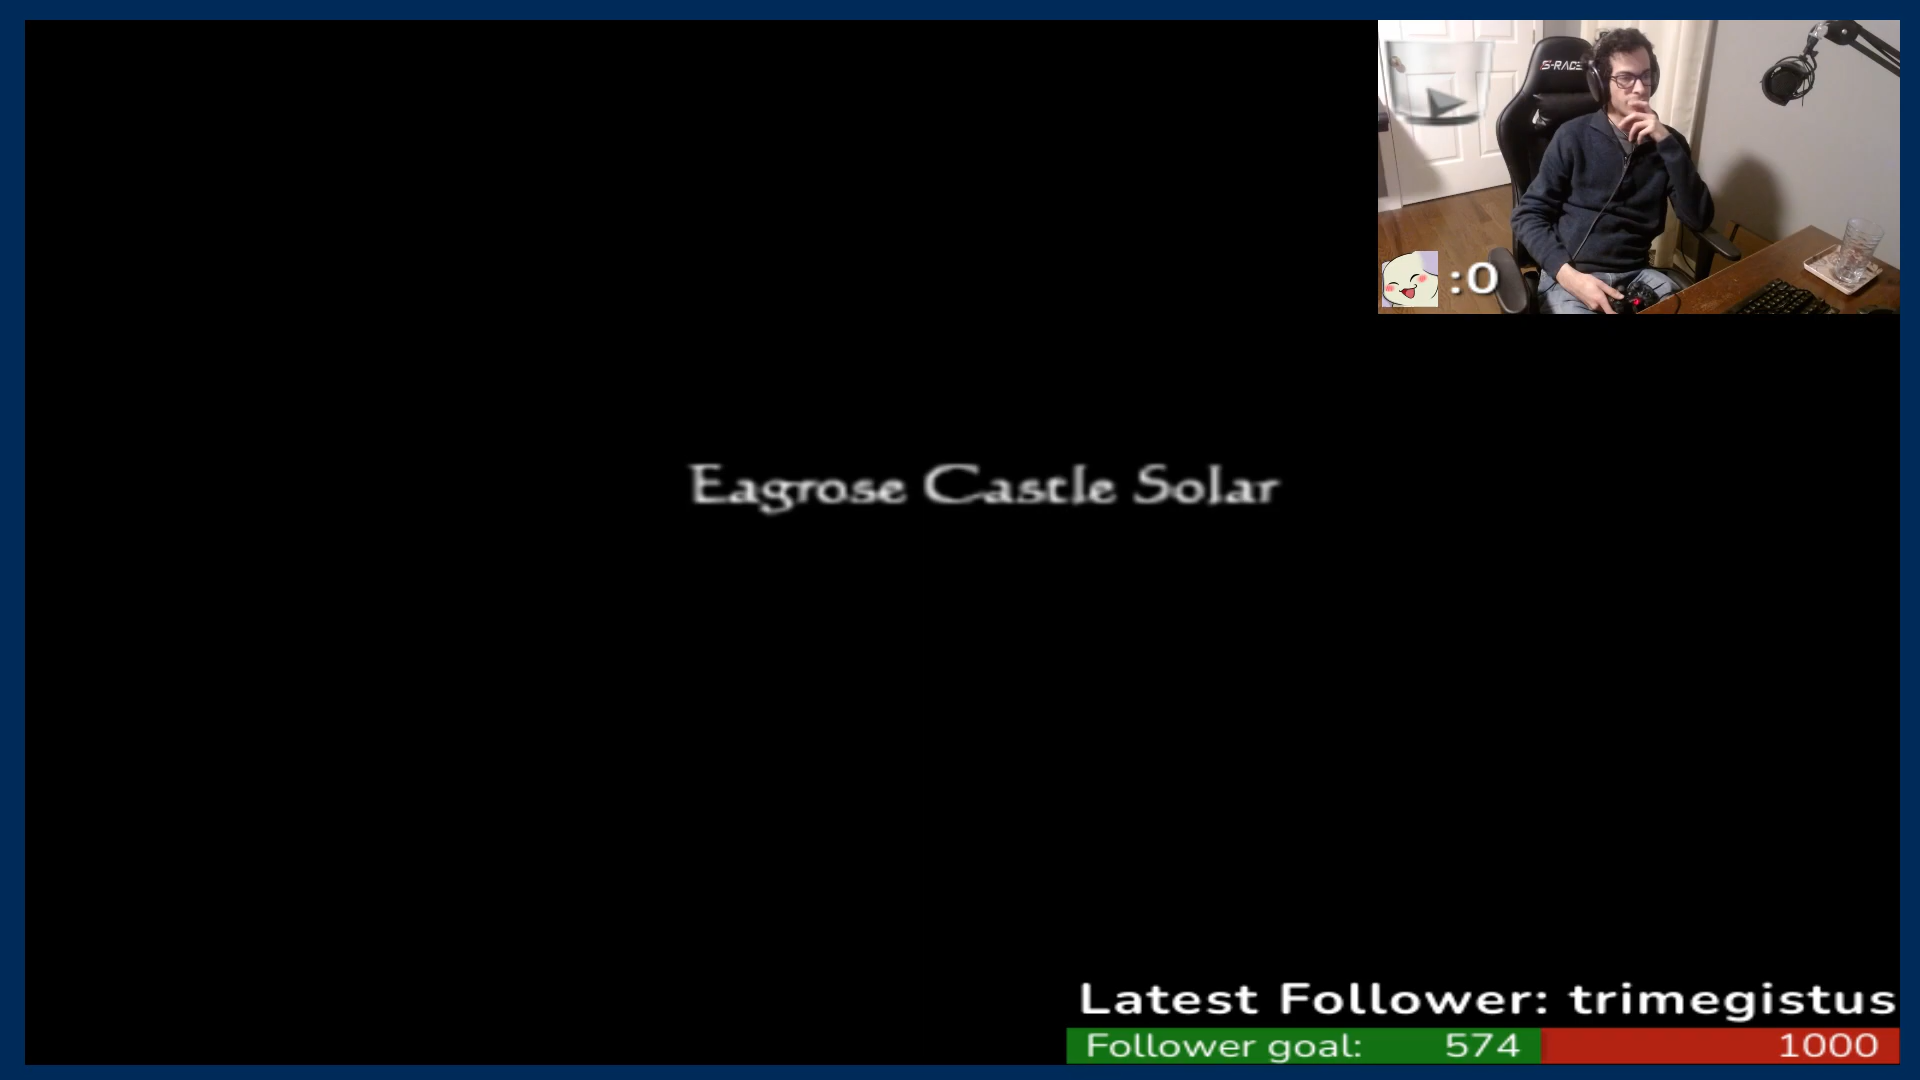 S-RACE
:O
Eagrose Castle Solar
Latest Follower: trimegistus
Follower goal: 574 1000